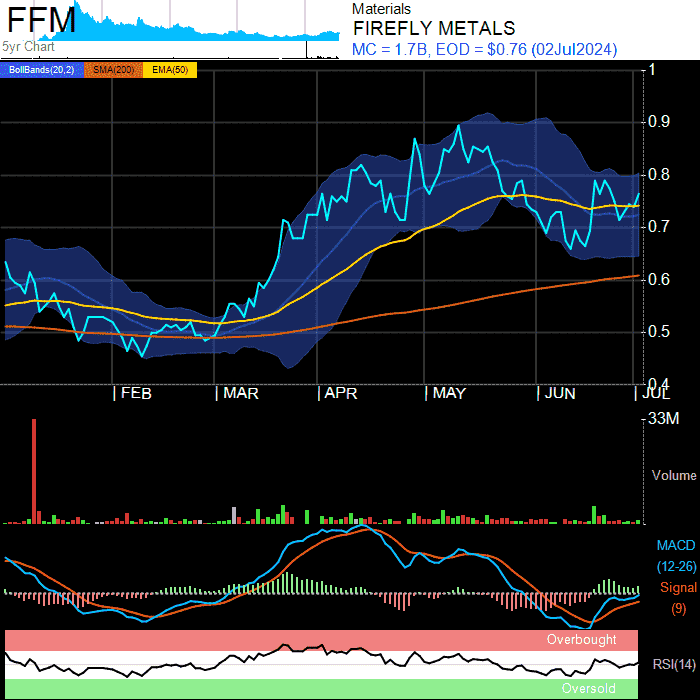 FFM
5yr Chart
Materials
FIREFLY METALS
MC = 1.7B, EOD = $0.76 (02Jul2024)
BollBands(20,2) SMA(200) EMA(50)
1
0.9
0.8
0.7
0.6
0.5
0.4
| FEB | MAR | APR | MAY | JUN | JUL
33M
Volume
MACD
(12-26)
Signal
(9)
Overbought
RSI(14)
Oversold